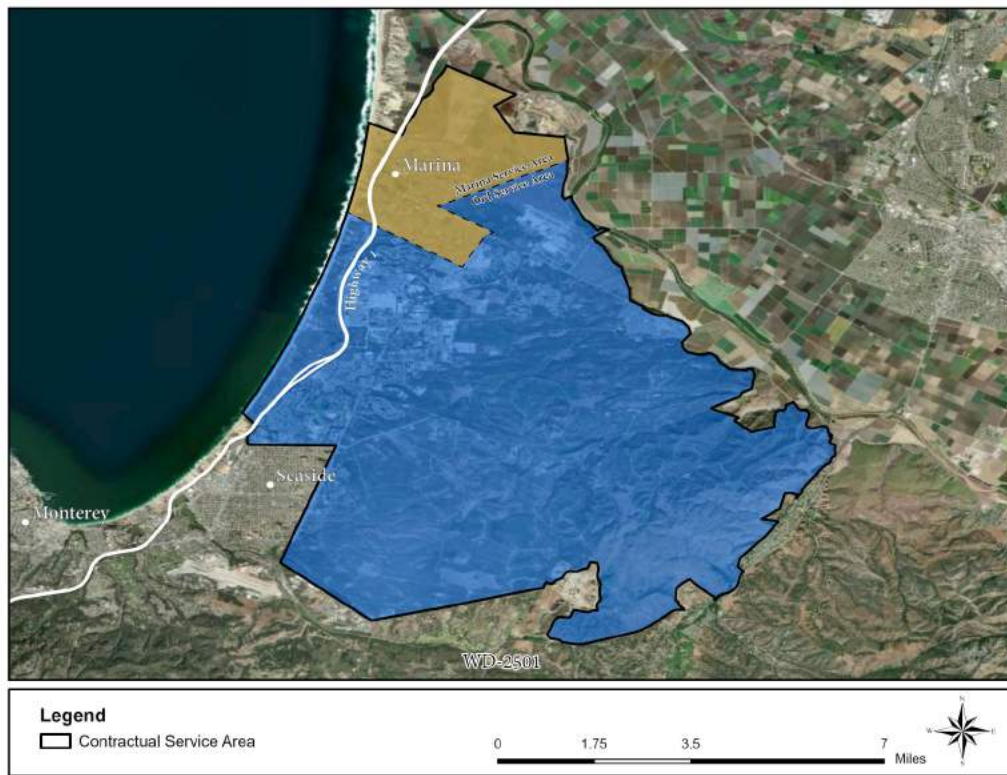 Marina
Marina Service Area
Ord Service Area
Highway 1
Seaside
Monterey
WD-2501
Legend
Contractual Service Area
0 1.75 3.5 7
Miles
N
W E
S